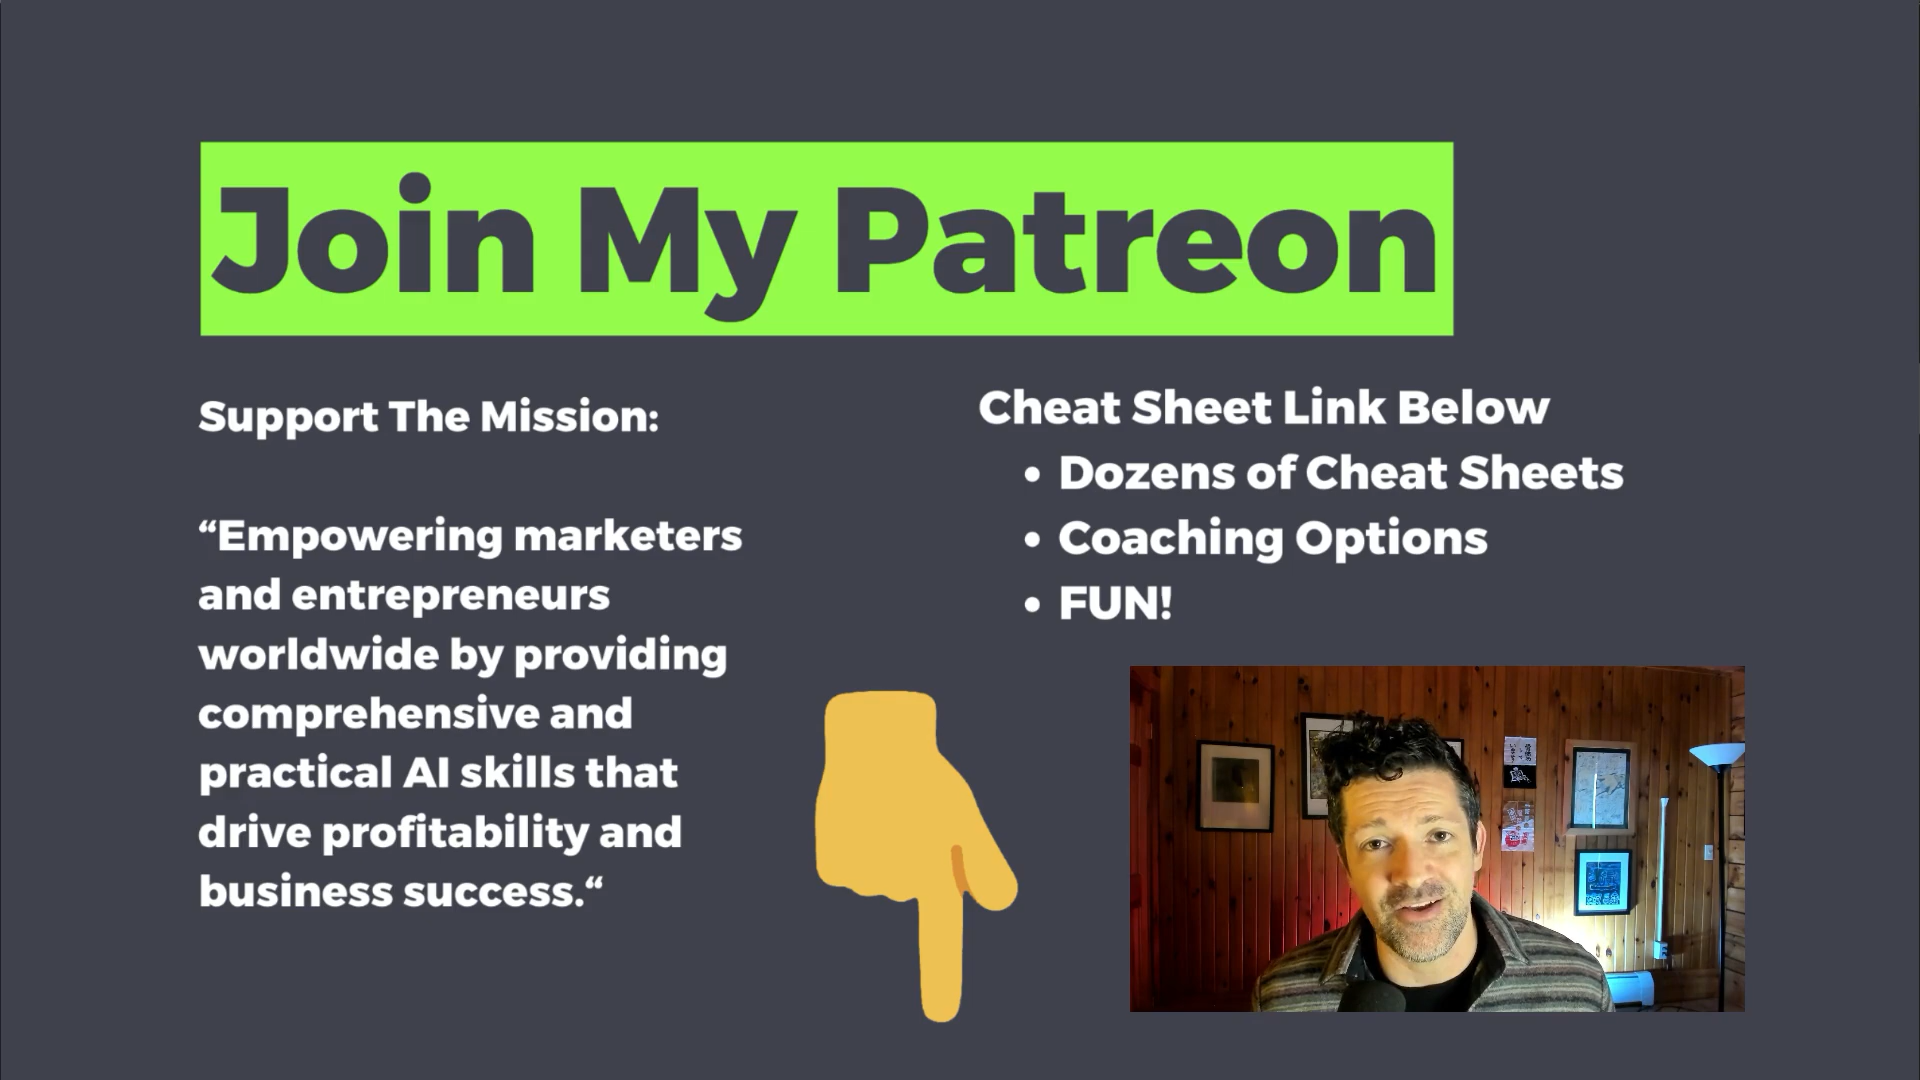 Join My Patreon
Support The Mission:
“Empowering marketers
and entrepreneurs
worldwide by providing
comprehensive and
practical AI skills that
drive profitability and
business success.“
Cheat Sheet Link Below
• Dozens of Cheat Sheets
• Coaching Options
• FUN!